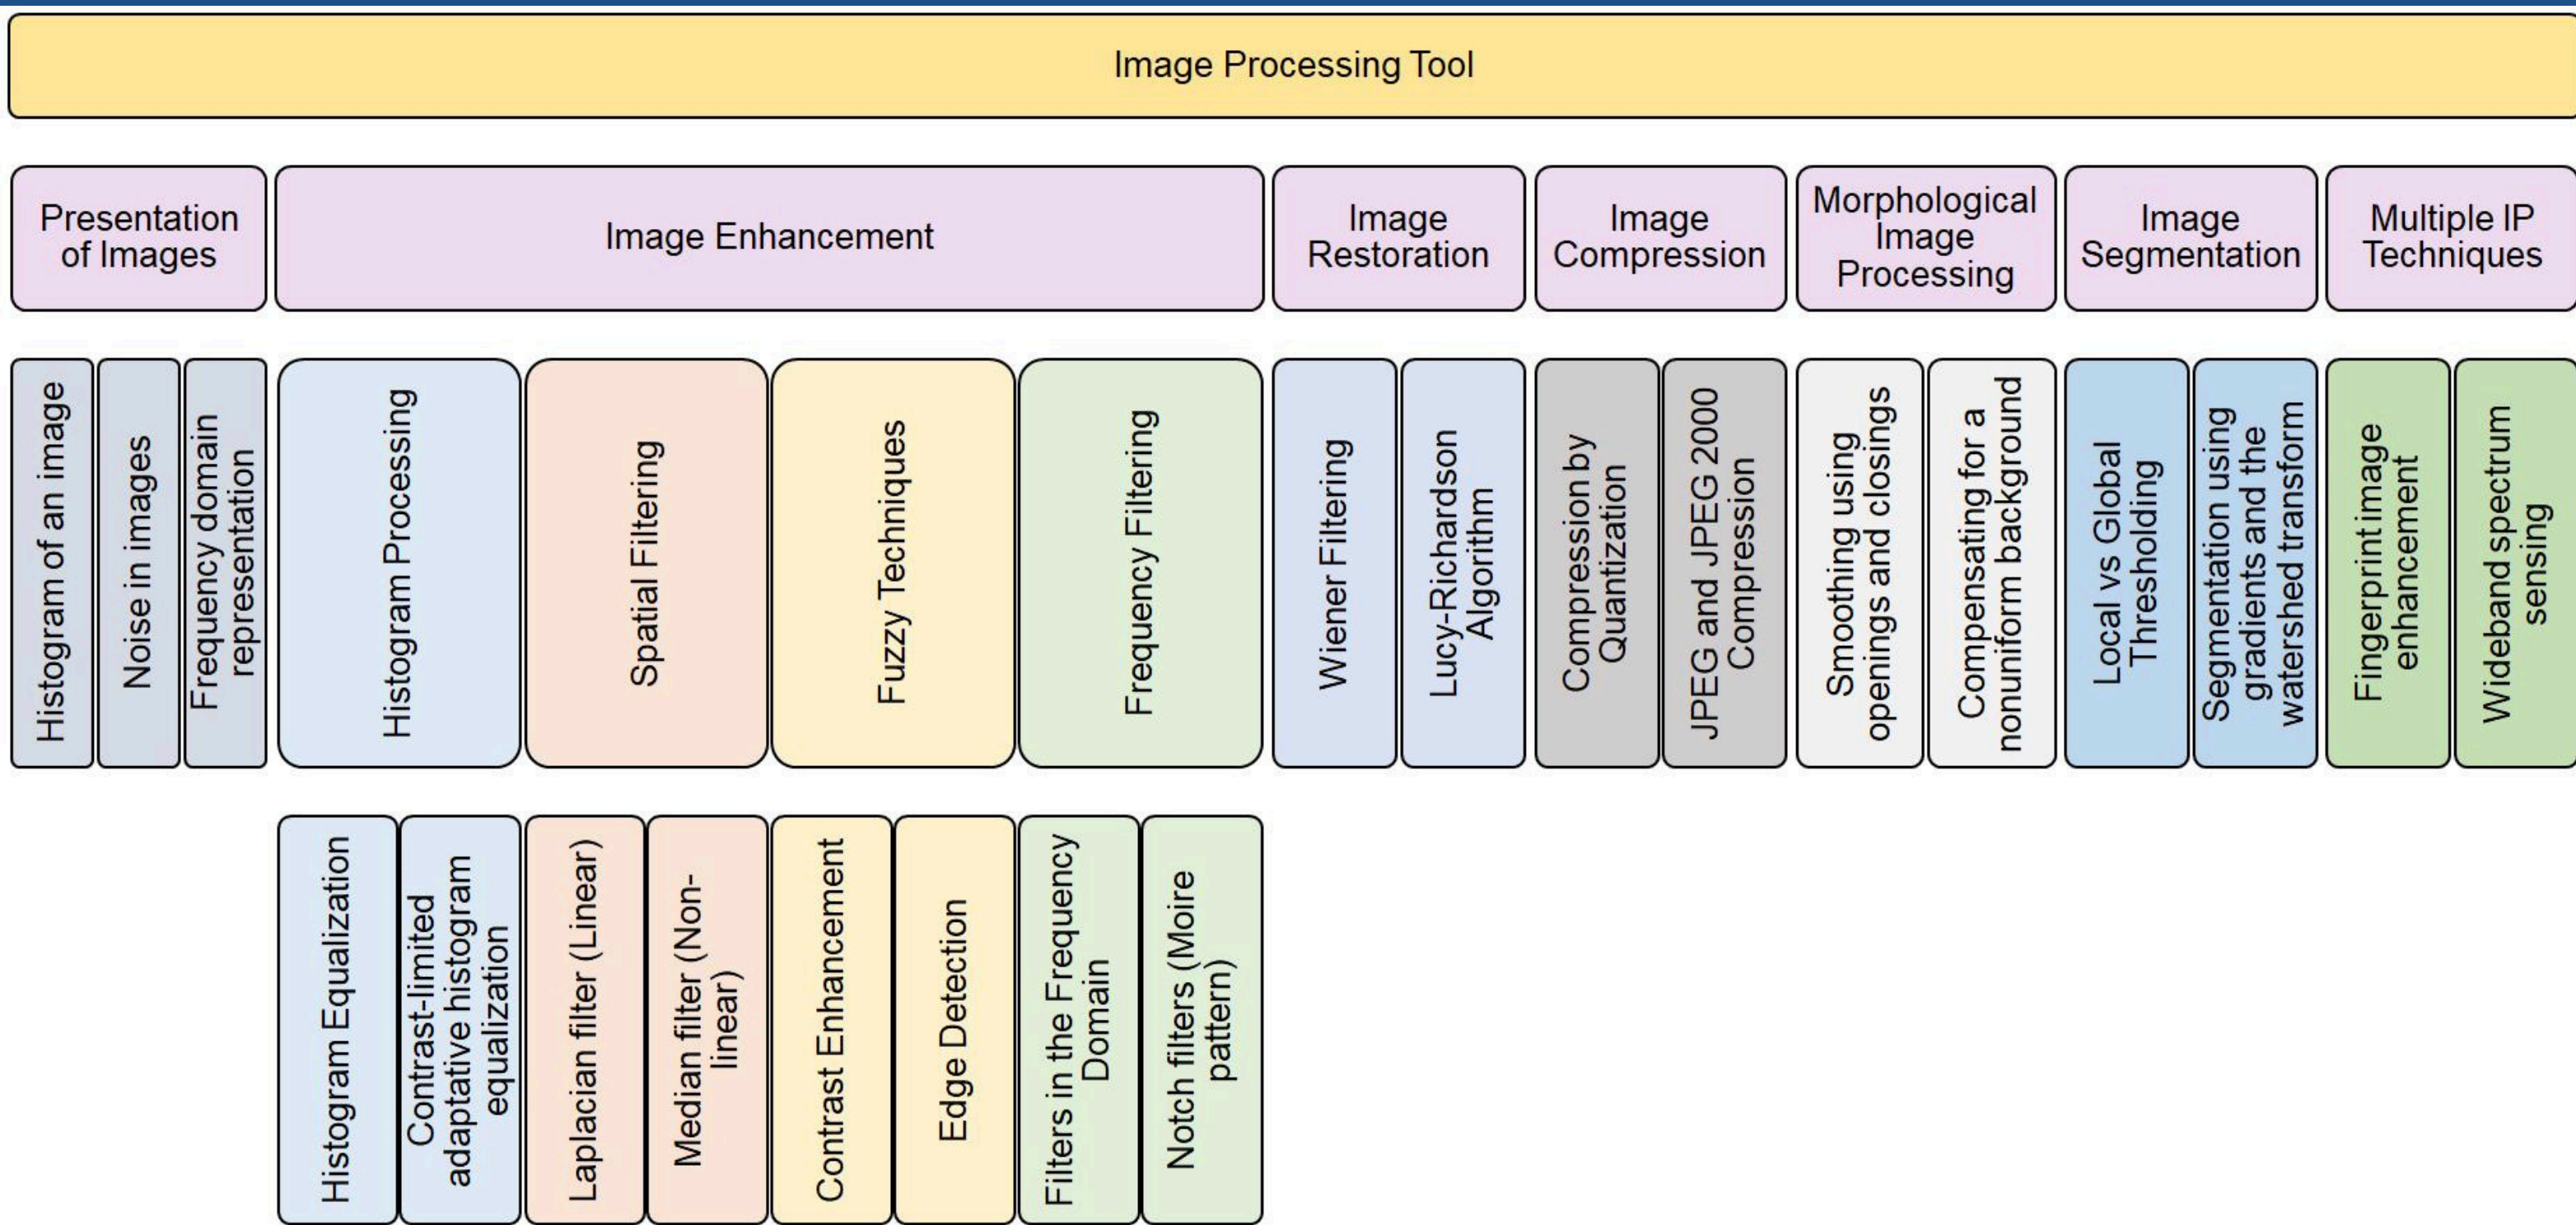 Image Processing Tool
Presentation
of Images
Image Enhancement
Image
Restoration
Image
Compression
Morphological
Image
Processing
Image
Segmentation
Multiple IP
Techniques
Histogram of an image
Noise in images
Frequency domain
representation
Histogram Processing
Spatial Filtering
Fuzzy Techniques
Frequency Filtering
Wiener Filtering
Lucy-Richardson
Algorithm
Compression by
Quantization
JPEG and JPEG 2000
Compression
Smoothing using
openings and closings
Compensating for a
nonuniform background
Local vs Global
Thresholding
Segmentation using
gradients and the
watershed transform
Fingerprint image
enhancement
Wideband spectrum
sensing
Histogram Equalization
Contrast-limited
adaptative histogram
equalization
Laplacian filter (Linear)
Median filter (Non-
linear)
Contrast Enhancement
Edge Detection
Filters in the Frequency
Domain
Notch filters (Moire
pattern)